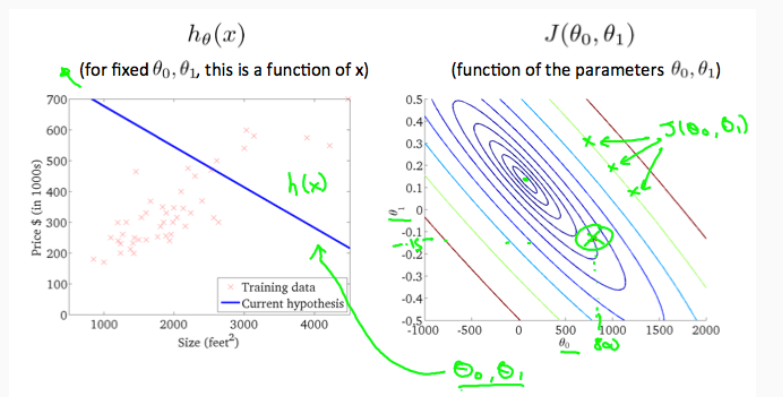 hθ(x)
(for fixed θ0, θ1, this is a function of x)
700
600
500
400
300
200
100
0
Price $ (in 1000s)
1000
2000
3000
4000
Size (feet²)
h(x)
Training data
Current hypothesis
θ0, θ1
J(θ0, θ1)
(function of the parameters θ0, θ1)
0.5
0.4
0.3
0.2
0.1
0
-0.1
-.15
-0.2
-0.3
-0.4
-0.5
θ1
-1000
-500
0
500
1000
1500
2000
θ0
800
J(θ0, θ1)